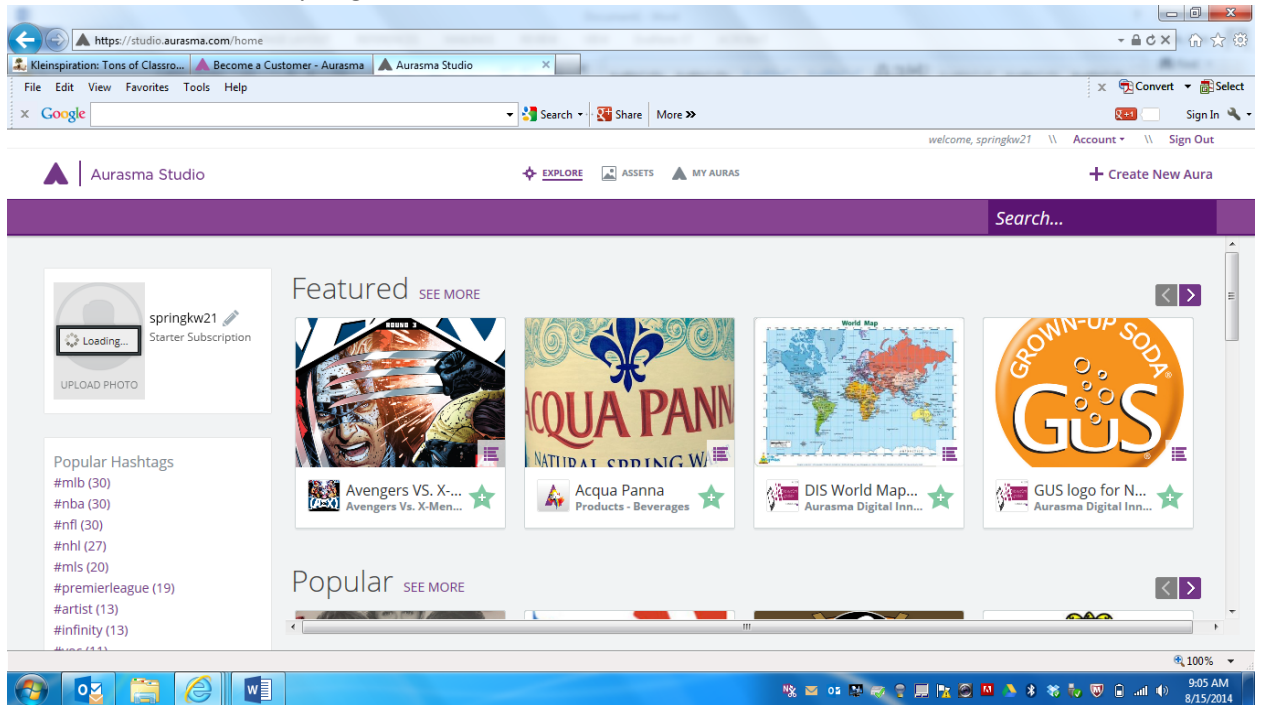 https://studio.aurasma.com/home
Kleinspiration: Tons of Classro...
Become a Customer - Aurasma
Aurasma Studio
File Edit View Favorites Tools Help
Convert
Select
Google
Search
Share
More »
Sign In
welcome, springkw21 \\ Account \\ Sign Out
Aurasma Studio
EXPLORE
ASSETS
MY AURAS
Create New Aura
Search...
springkw21
Starter Subscription
Loading...
UPLOAD PHOTO
Popular Hashtags
#mlb (30)
#nba (30)
#nfl (30)
#nhl (27)
#mls (20)
#premierleague (19)
#artist (13)
#infinity (13)
Featured SEE MORE
ROUND 3
ACQUA PANN
NATURAL SPRING WA
World Map
GROWN-UP SODA
GuS
Avengers VS. X-...
Avengers Vs. X-Men...
Acqua Panna
Products - Beverages
DIS World Map...
Aurasma Digital Inn...
GUS logo for N...
Aurasma Digital Inn...
Popular SEE MORE
100%
9:05 AM
8/15/2014